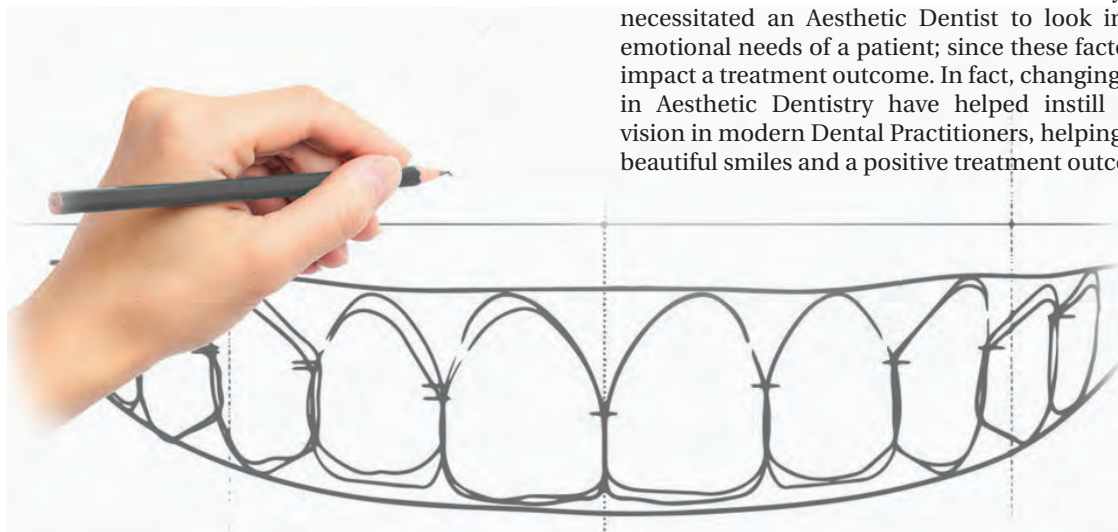 necessitated an Aesthetic Dentist to look
emotional needs of a patient; since these
impact a treatment outcome. In fact, changing
in Aesthetic Dentistry have helped instill
vision in modern Dental Practitioners, helping
beautiful smiles and a positive treatment